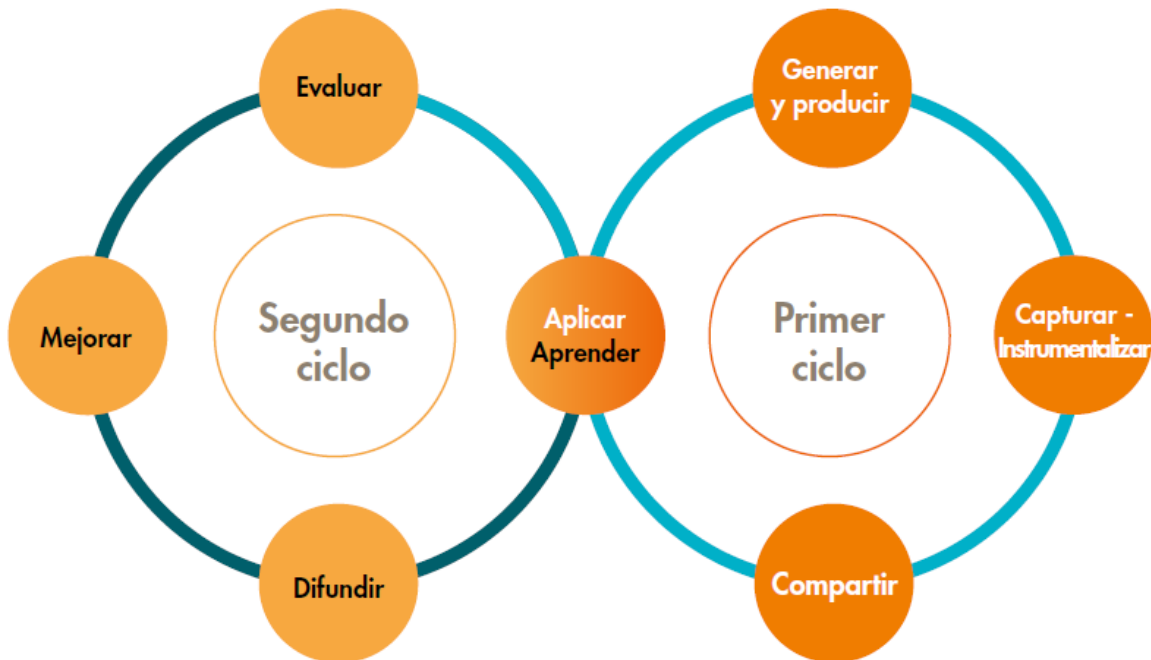 Evaluar
Generar
y producir
Segundo
ciclo
Primer
ciclo
Mejorar
Aplicar
Aprender
Capturar -
Instrumentalizar
Difundir
Compartir